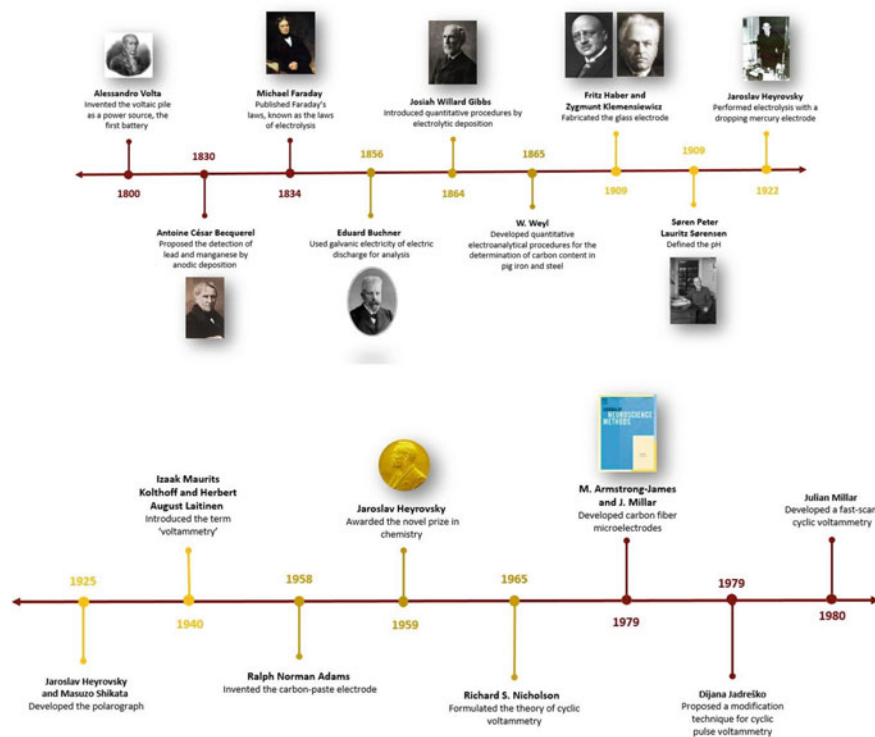 Alessandro Volta
Invented the voltaic pile
as a power source, the
first battery
Michael Faraday
Published Faraday's
laws, known as the laws
of electrolysis
Josiah Willard Gibbs
Introduced quantitative procedures by
electrolytic deposition
Fritz Haber and
Zygmunt Klemensiewicz
Fabricated the glass electrode
Jaroslav Heyrovsky
Performed electrolysis with a
dropping mercury electrode
1830
1856
1865
1909
1800
1834
1864
1909
1922
Antoine César Becquerel
Proposed the detection of
lead and manganese by
anodic deposition
Eduard Buchner
Used galvanic electricity of electric
discharge for analysis
W. Weyl
Developed quantitative
electroanalytical procedures for the
determination of carbon content in
pig iron and steel
Søren Peter
Lauritz Sørensen
Defined the pH
NEUROSCIENCE
METHODS
Izaak Maurits
Kolthoff and Herbert
August Laitinen
Introduced the term
'voltammetry'
Jaroslav Heyrovsky
Awarded the novel prize in
chemistry
M. Armstrong-James
and J. Millar
Developed carbon fiber
microelectrodes
Julian Millar
Developed a fast-scan
cyclic voltammetry
1925
1958
1965
1979
1940
1959
1979
1980
Jaroslav Heyrovsky
and Masuzo Shikata
Developed the polarograph
Ralph Norman Adams
Invented the carbon-paste electrode
Richard S. Nicholson
Formulated the theory of cyclic
voltammetry
Dijana Jadreško
Proposed a modification
technique for cyclic
pulse voltammetry